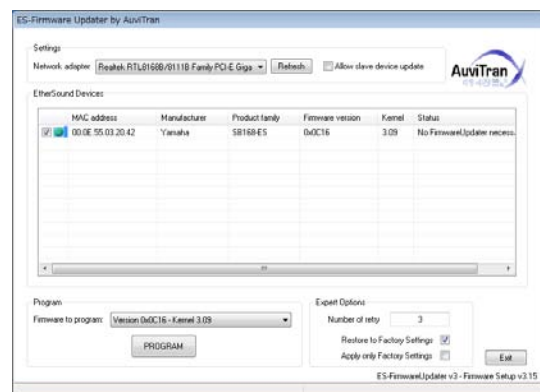 ES-Firmware Updater by AuviTran
Settings
Network adapter: Realtek RTL8168B/8111B Family PCI-E Giga Refresh Allow slave device update
AuviTran
EtherSound Devices
MAC address Manufacturer Product family Firmware version Kernel Status
00.0E.55.03.20.42 Yamaha SB168-ES 0x0C16 3.09 No FirmwareUpdater necess.
Program
Firmware to program: Version 0x0C16 - Kernel 3.09
PROGRAM
Expert Options
Number of retry 3
Restore to Factory Settings
Apply only Factory Settings
Exit
ES-FirmwareUpdater v3 - Firmware Setup v3.15